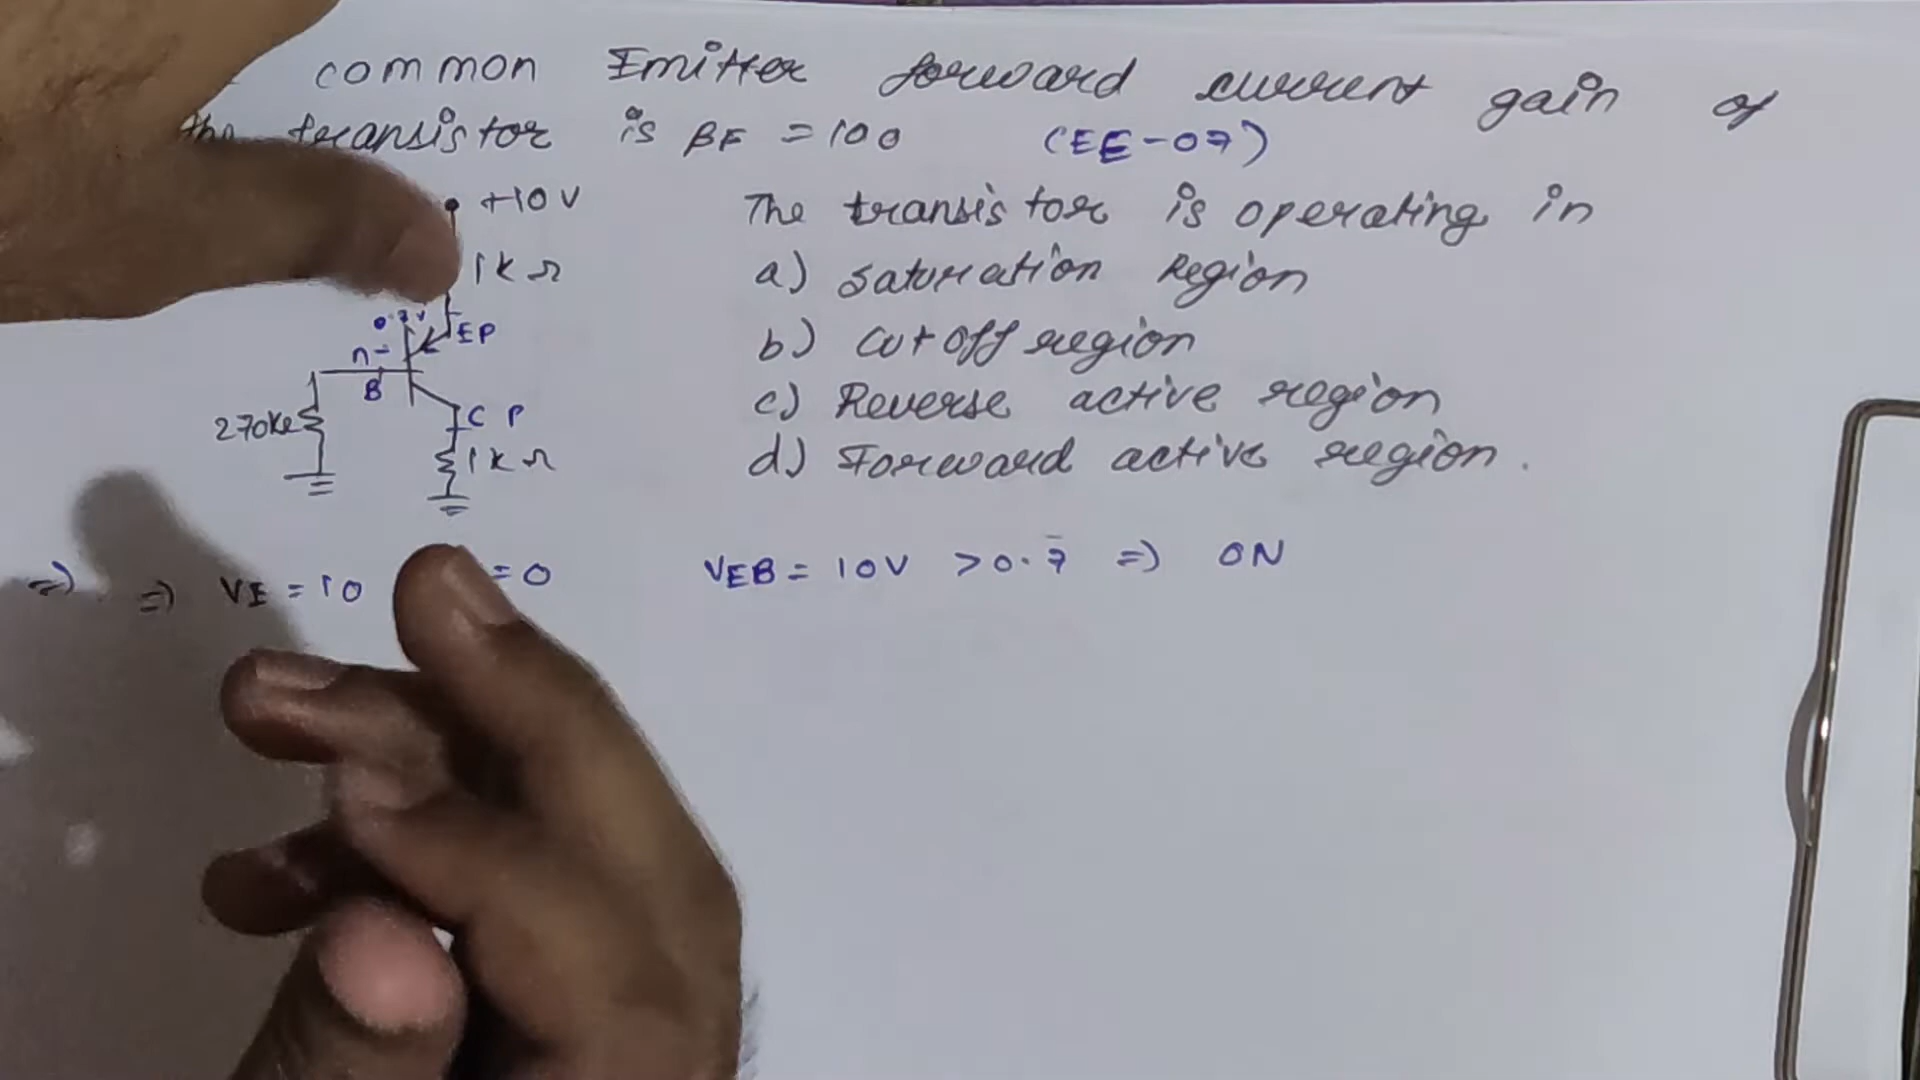 common Emitter forward current gain of
the transistor is βF = 100 (EE-07)
+10V
1kΩ
0.7V
EP
n-
B
270kΩ
C P
1kΩ
The transistor is operating in
a) saturation Region
b) cut off region
c) Reverse active region
d) Forward active region.
=> => VE = 10 = 0 VEB = 10V > 0.7 => ON